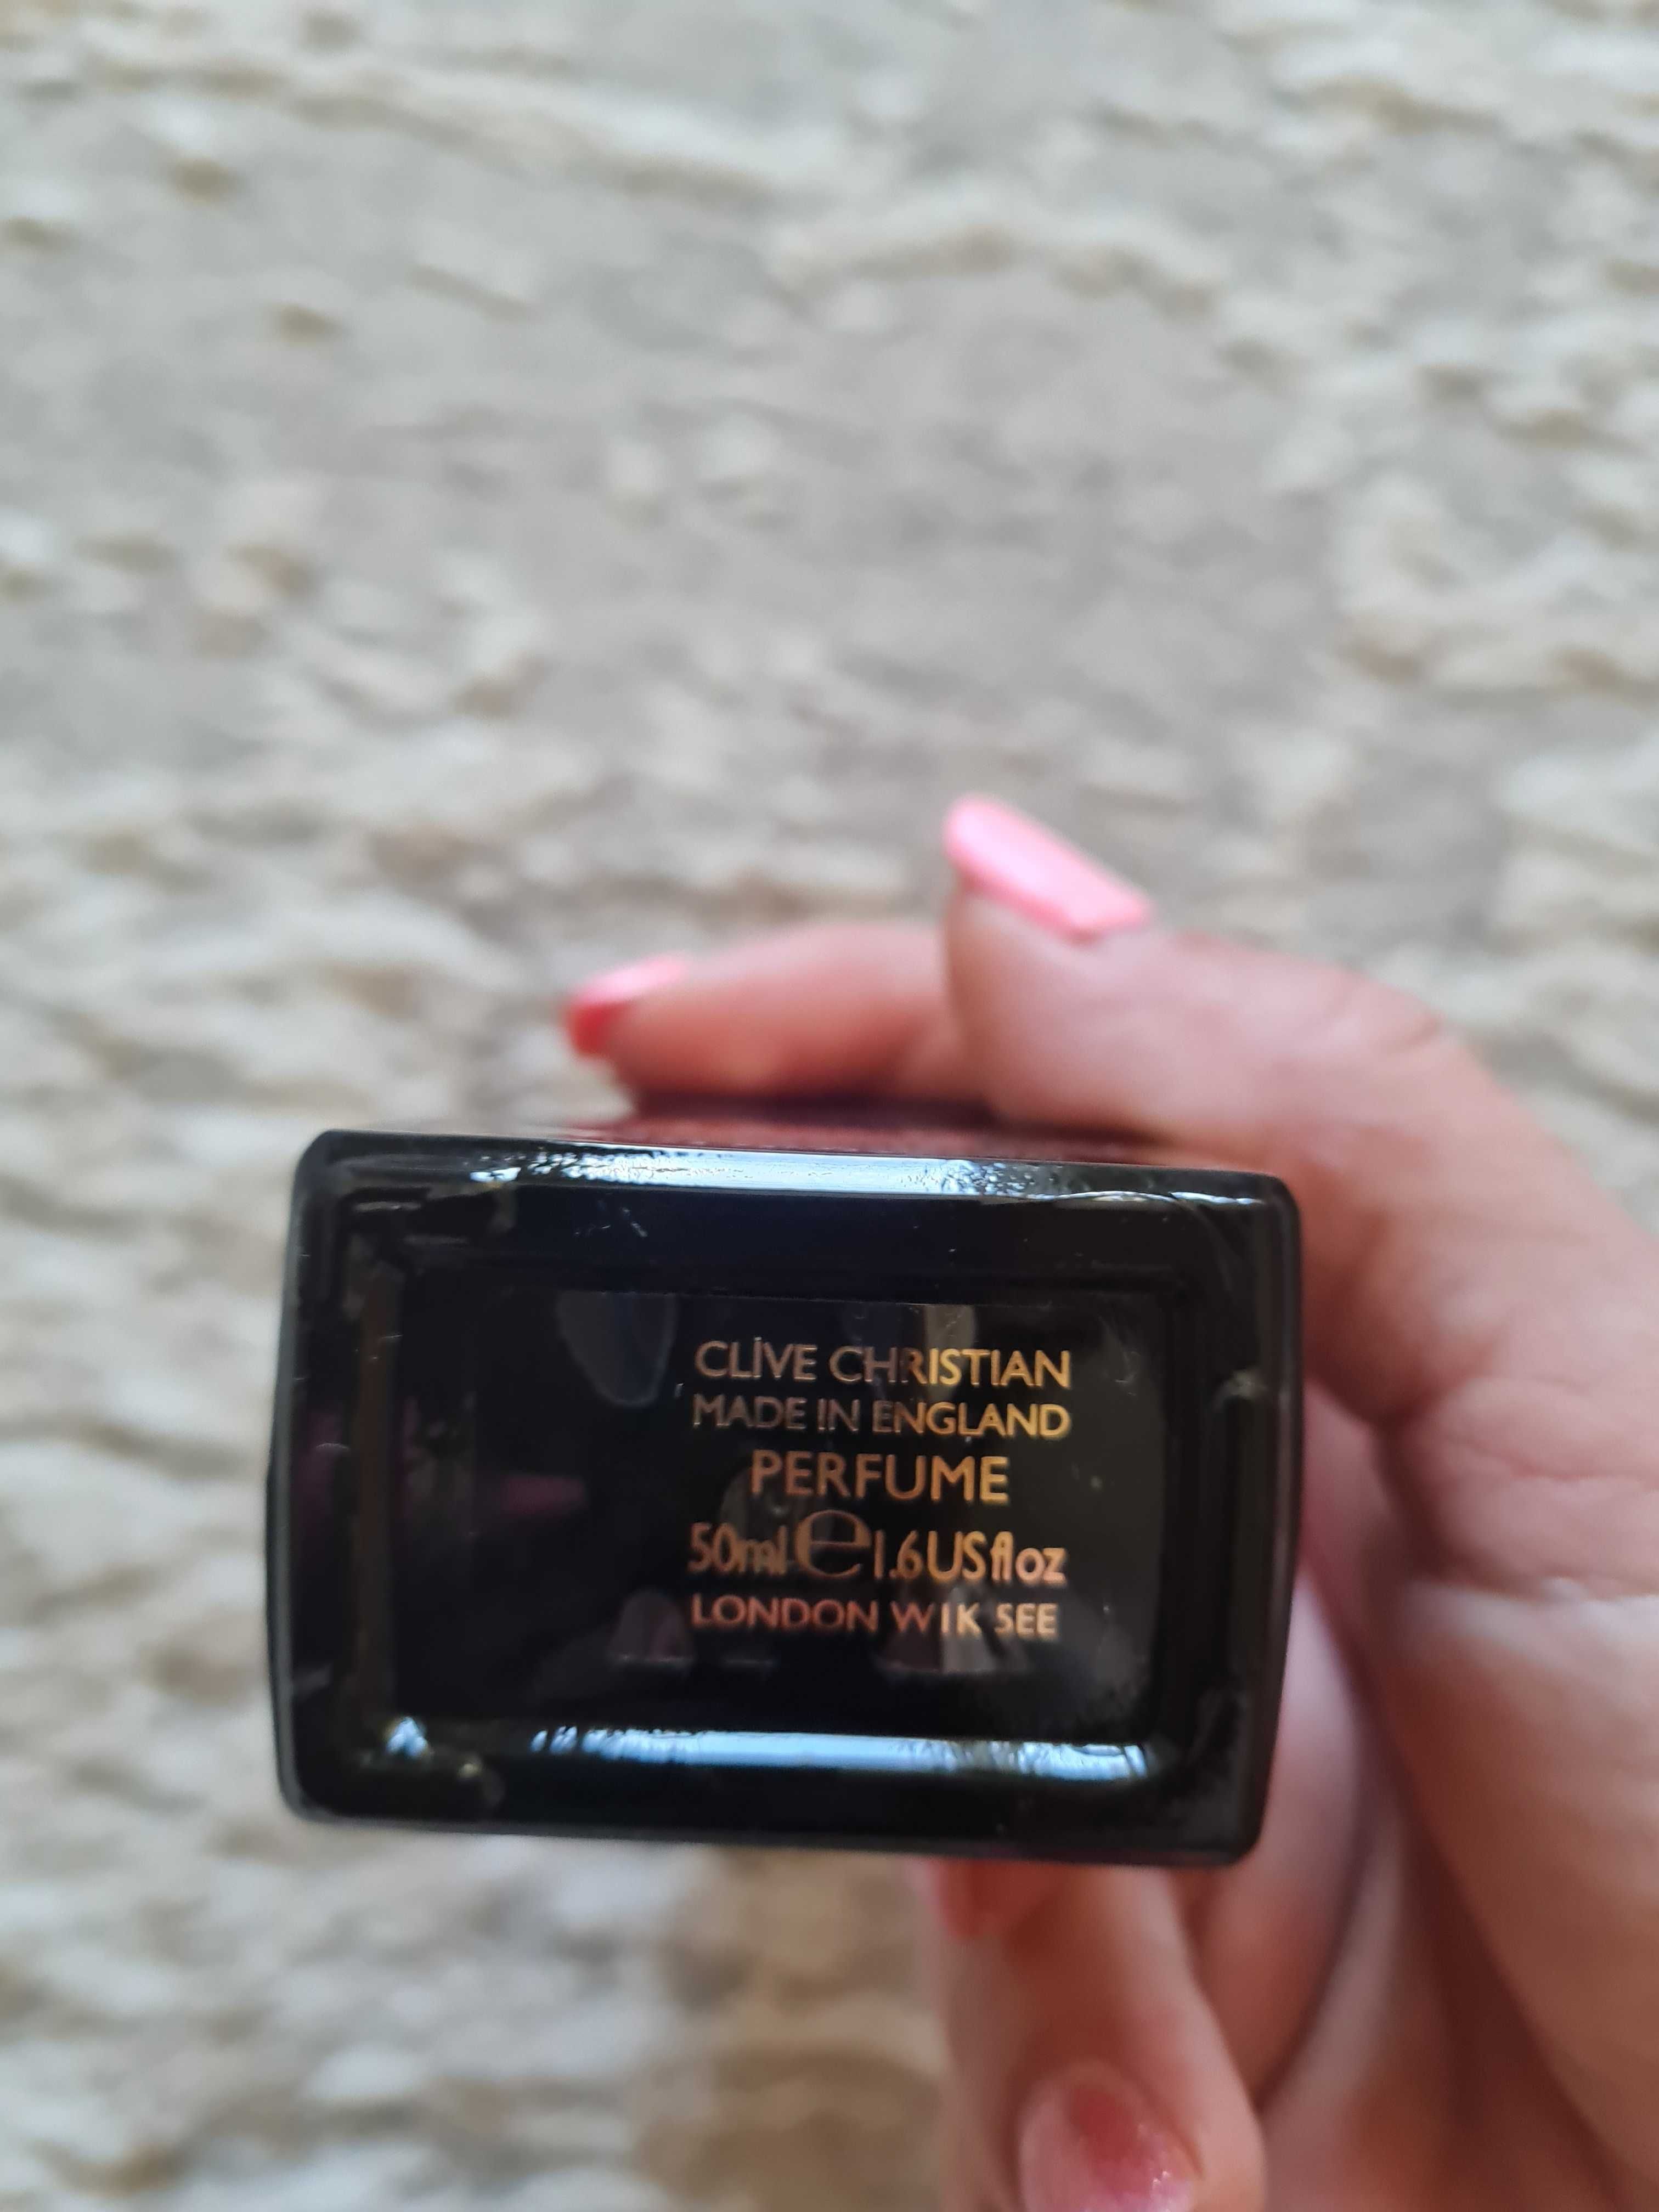 CLIVE CHRISTIAN
MADE IN ENGLAND
PERFUME
50ml e 1.6 US fl oz
LONDON W1K 5EE